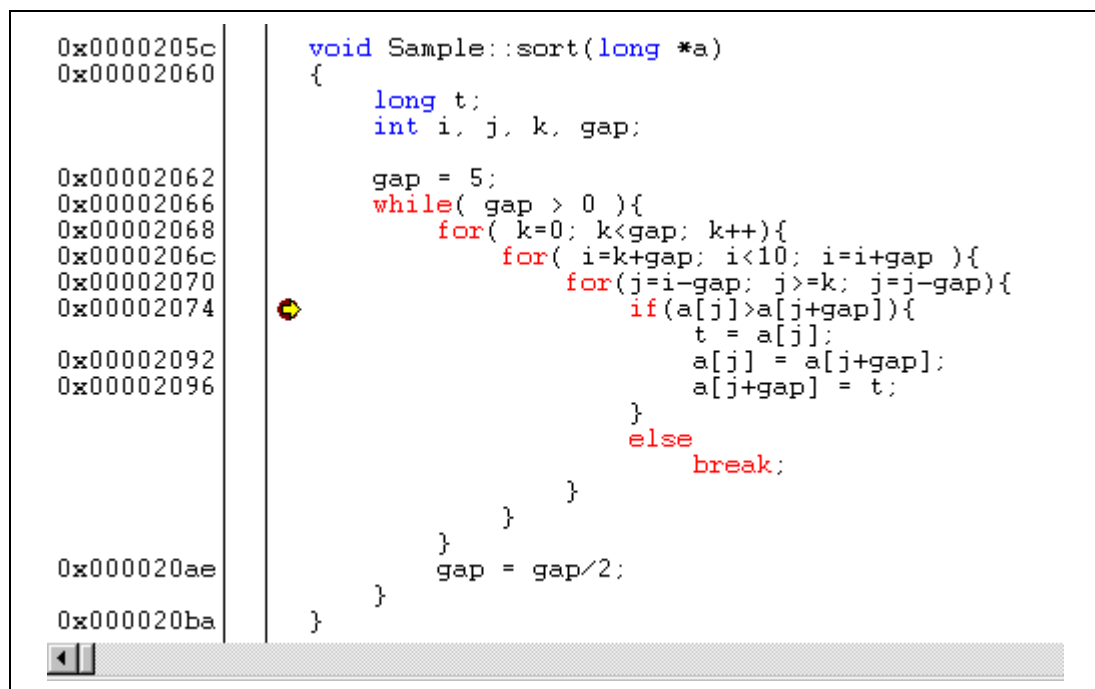 0x0000205c void Sample::sort(long *a)
0x00002060 {
long t;
int i, j, k, gap;
0x00002062 gap = 5;
0x00002066 while( gap > 0 ){
0x00002068 for( k=0; k<gap; k++){
0x0000206c for( i=k+gap; i<10; i=i+gap ){
0x00002070 for(j=i-gap; j>=k; j=j-gap){
0x00002074 if(a[j]>a[j+gap]){
t = a[j];
0x00002092 a[j] = a[j+gap];
0x00002096 a[j+gap] = t;
}
else
break;
}
}
}
0x000020ae gap = gap/2;
}
0x000020ba }